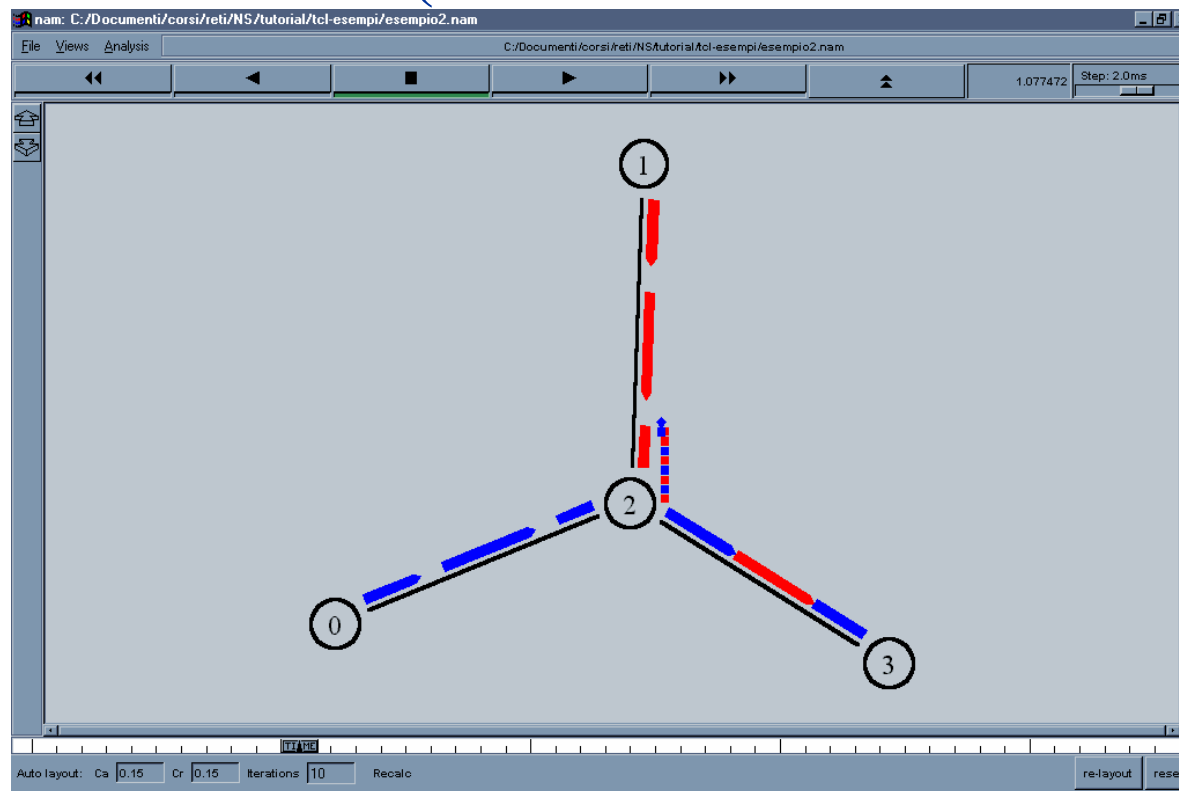 nam: C:/Documenti/corsi/reti/NS/tutorial/tcl-esempi/esempio2.nam
File Views Analysis C:/Documenti/corsi/reti/NS/tutorial/tcl-esempi/esempio2.nam
1.077472 Step: 2.0ms
1
2
0
3
TIME
Auto layout: Ca 0.15 Cr 0.15 Iterations 10 Recalc re-layout rese